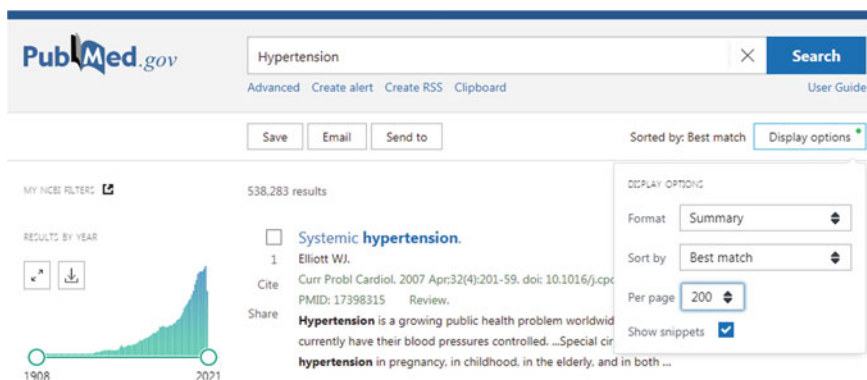 PubMed.gov
Hypertension
Search
Advanced Create alert Create RSS Clipboard
User Guide
Save Email Send to
Sorted by: Best match Display options
MY NCBI FILTERS
538,283 results
DISPLAY OPTIONS
Format Summary
Sort by Best match
Per page 200
Show snippets
RESULTS BY YEAR
1908 2021
Systemic hypertension.
1
Elliott WJ.
Cite
Curr Probl Cardiol. 2007 Apr;32(4):201-59. doi: 10.1016/j.cpc
PMID: 17398315 Review.
Share
Hypertension is a growing public health problem worldwid
currently have their blood pressures controlled. ...Special cir
hypertension in pregnancy, in childhood, in the elderly, and in both ...